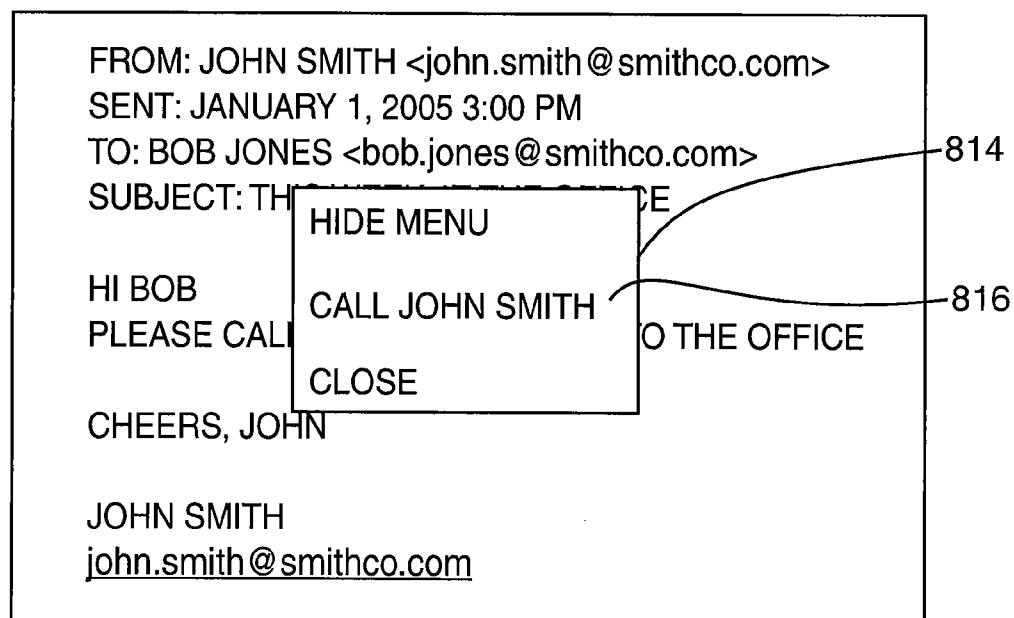 FROM: JOHN SMITH <john.smith@smithco.com>
SENT: JANUARY 1, 2005 3:00 PM
TO: BOB JONES <bob.jones@smithco.com>
814
SUBJECT: TH
HIDE MENU
HI BOB
CALL JOHN SMITH
816
PLEASE CALL
O THE OFFICE
CLOSE
CHEERS, JOHN
JOHN SMITH
john.smith@smithco.com